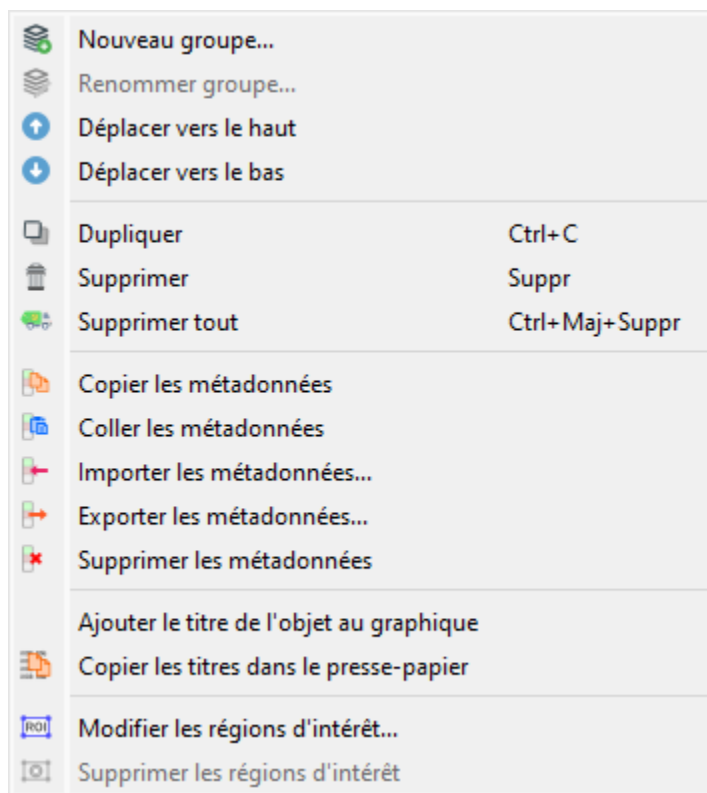 Nouveau groupe...
Renommer groupe...
Déplacer vers le haut
Déplacer vers le bas
Dupliquer Ctrl+C
Supprimer Suppr
Supprimer tout Ctrl+Maj+Suppr
Copier les métadonnées
Coller les métadonnées
Importer les métadonnées...
Exporter les métadonnées...
Supprimer les métadonnées
Ajouter le titre de l'objet au graphique
Copier les titres dans le presse-papier
ROI Modifier les régions d'intérêt...
Supprimer les régions d'intérêt